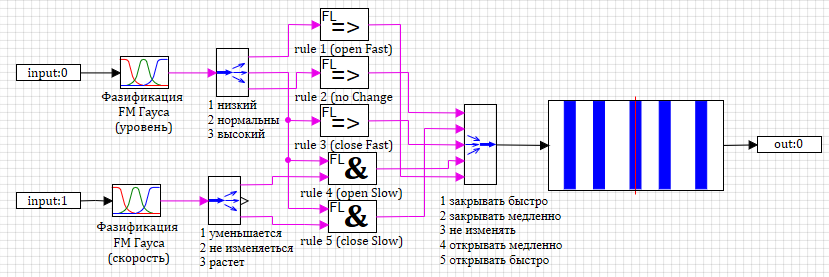 FL
=>
rule 1 (open Fast)
input:0
Фазификация
FM Гауса
(уровень)
1 низкий
2 нормальны
3 высокий
FL
=>
rule 2 (no Change
FL
=>
rule 3 (close Fast)
FL
&
rule 4 (open Slow)
input:1
Фазификация
FM Гауса
(скорость)
1 уменьшается
2 не изменяеться
3 растет
FL
&
rule 5 (close Slow)
1 закрывать быстро
2 закрывать медленно
3 не изменять
4 открывать медленно
5 открывать быстро
out:0